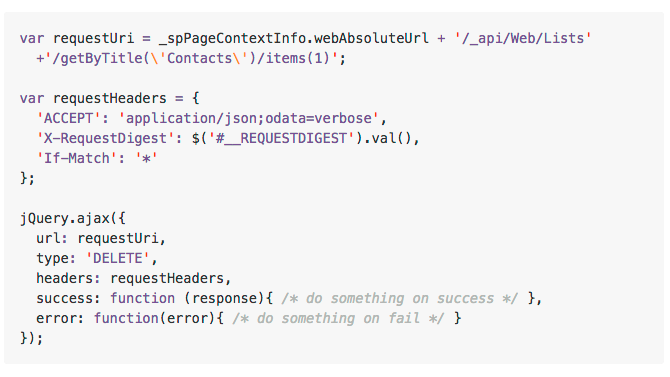 var requestUri = _spPageContextInfo.webAbsoluteUrl + '/_api/Web/Lists'
  +'/getByTitle(\'Contacts\')/items(1)';

var requestHeaders = {
  'ACCEPT': 'application/json;odata=verbose',
  'X-RequestDigest': $('#__REQUESTDIGEST').val(),
  'If-Match': '*'
};

jQuery.ajax({
  url: requestUri,
  type: 'DELETE',
  headers: requestHeaders,
  success: function (response){ /* do something on success */ },
  error: function(error){ /* do something on fail */ }
});